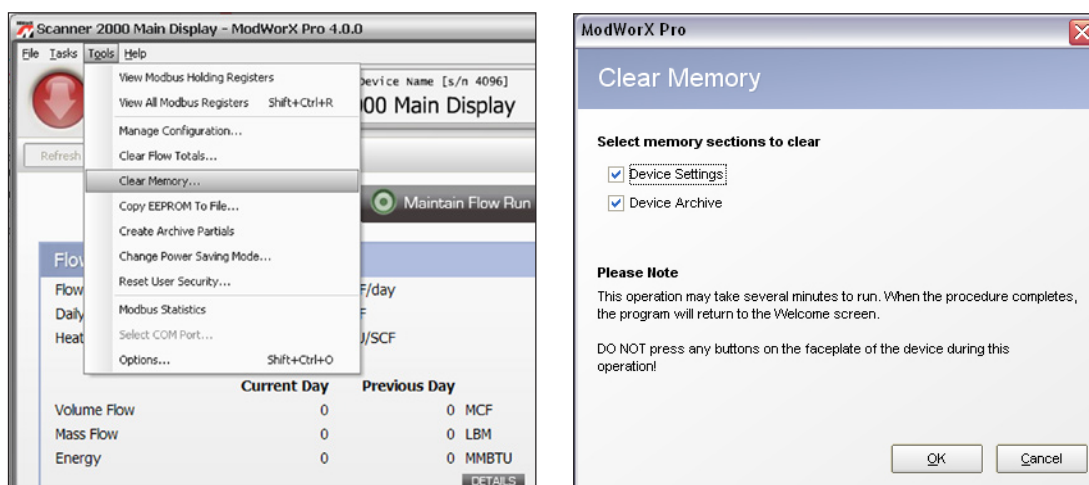 Scanner 2000 Main Display - ModWorX Pro 4.0.0
File Tasks Tools Help
View Modbus Holding Registers
View All Modbus Registers Shift+Ctrl+R
Manage Configuration...
Clear Flow Totals...
Clear Memory...
Copy EEPROM To File...
Create Archive Partials
Change Power Saving Mode...
Reset User Security...
Modbus Statistics
Select COM Port...
Options... Shift+Ctrl+O
Device Name [s/n 4096]
00 Main Display
Refresh
Maintain Flow Run
Flow
Flow /day
Daily
Heat /SCF
Current Day Previous Day
Volume Flow 0 0 MCF
Mass Flow 0 0 LBM
Energy 0 0 MMBTU
DETAILS
ModWorX Pro
Clear Memory
Select memory sections to clear
Device Settings
Device Archive
Please Note
This operation may take several minutes to run. When the procedure completes,
the program will return to the Welcome screen.
DO NOT press any buttons on the faceplate of the device during this
operation!
OK Cancel